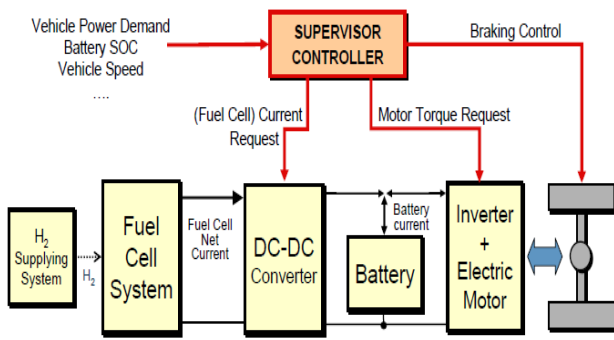 Vehicle Power Demand
Battery SOC
Vehicle Speed
....
SUPERVISOR
CONTROLLER
Braking Control
(Fuel Cell) Current
Request
Motor Torque Request
H2
Supplying
System
H2
Fuel
Cell
System
Fuel Cell
Net
Current
DC-DC
Converter
Battery
current
Battery
Inverter
+
Electric
Motor